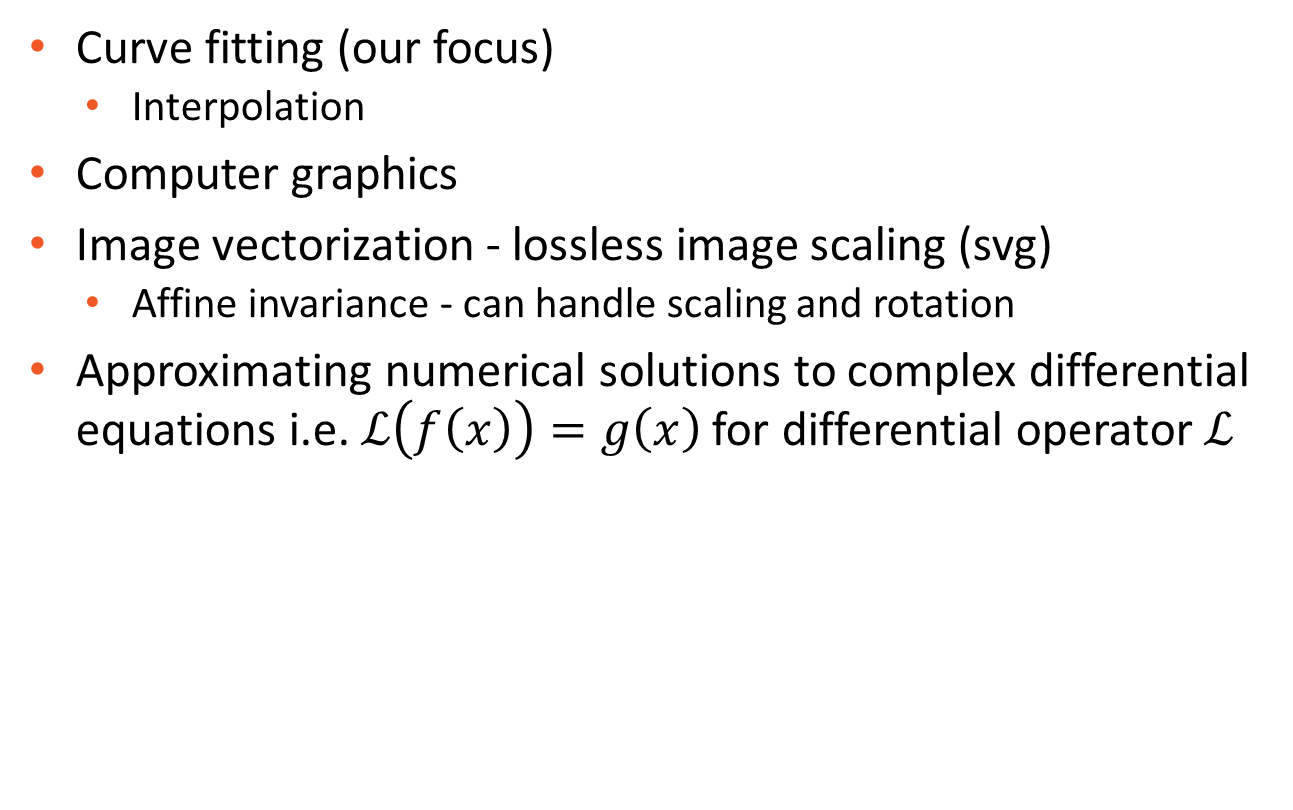 • Curve fitting (our focus)
• Interpolation
• Computer graphics
• Image vectorization - lossless image scaling (svg)
• Affine invariance - can handle scaling and rotation
• Approximating numerical solutions to complex differential
equations i.e. ℒ(f(x)) = g(x) for differential operator ℒ